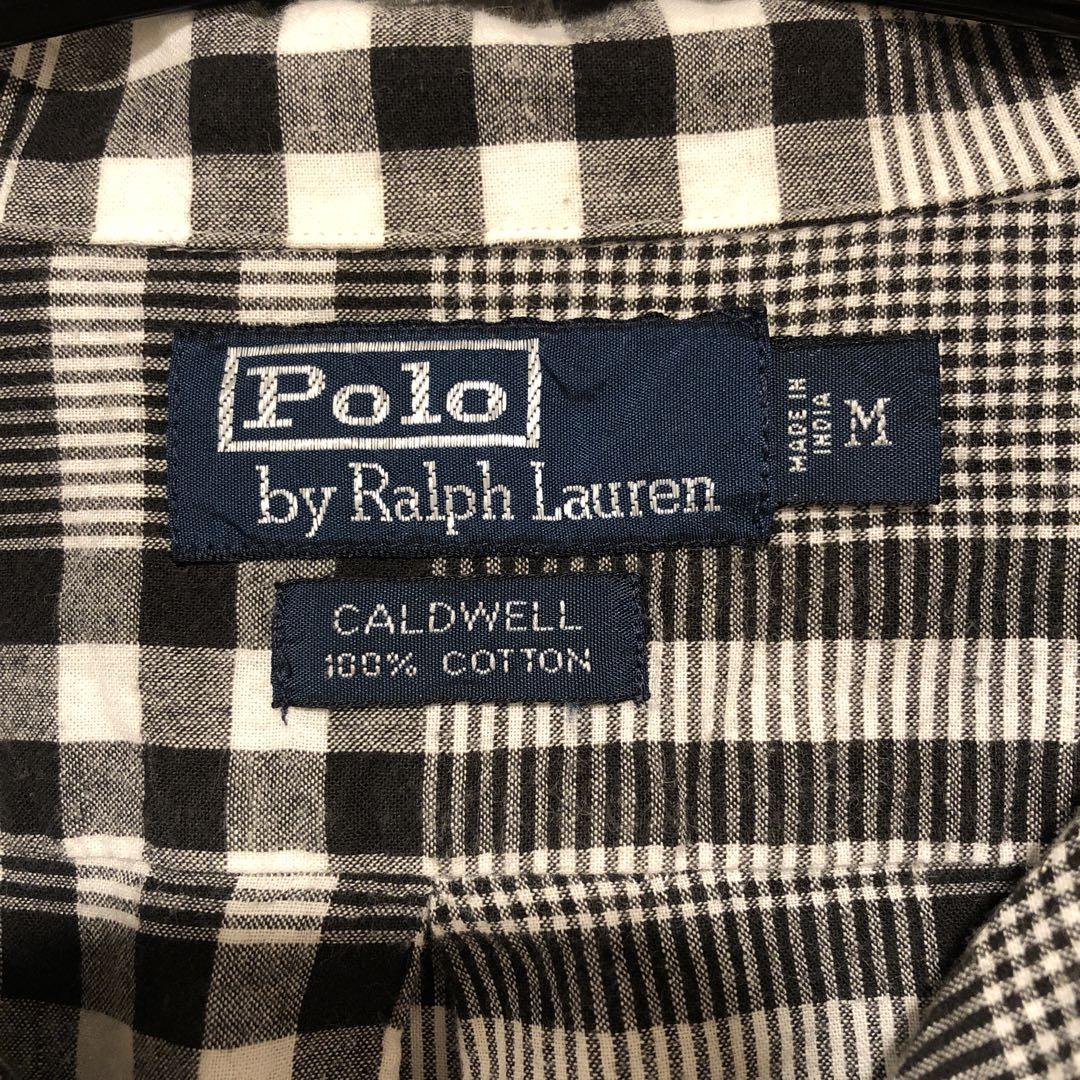 Polo
by Ralph Lauren
MADE IN
INDIA
M
CALDWELL
100% COTTON